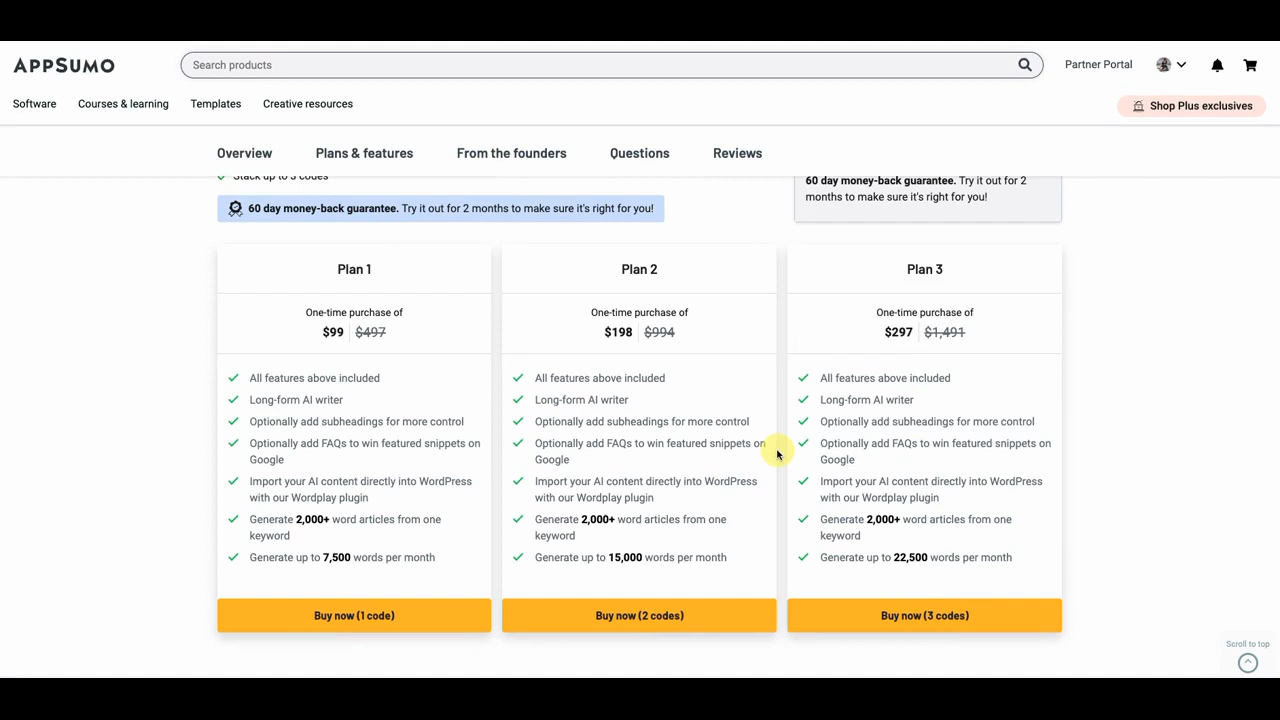 APPSUMO
Search products
Partner Portal
Software
Courses & learning
Templates
Creative resources
Shop Plus exclusives
Overview
Plans & features
From the founders
Questions
Reviews
Stack up to 3 codes
60 day money-back guarantee. Try it out for 2 months to make sure it's right for you!
60 day money-back guarantee. Try it out for 2
months to make sure it's right for you!
Plan 1
One-time purchase of
$99 $497
All features above included
Long-form AI writer
Optionally add subheadings for more control
Optionally add FAQs to win featured snippets on
Google
Import your AI content directly into WordPress
with our Wordplay plugin
Generate 2,000+ word articles from one
keyword
Generate up to 7,500 words per month
Buy now (1 code)
Plan 2
One-time purchase of
$198 $994
All features above included
Long-form AI writer
Optionally add subheadings for more control
Optionally add FAQs to win featured snippets on
Google
Import your AI content directly into WordPress
with our Wordplay plugin
Generate 2,000+ word articles from one
keyword
Generate up to 15,000 words per month
Buy now (2 codes)
Plan 3
One-time purchase of
$297 $1,491
All features above included
Long-form AI writer
Optionally add subheadings for more control
Optionally add FAQs to win featured snippets on
Google
Import your AI content directly into WordPress
with our Wordplay plugin
Generate 2,000+ word articles from one
keyword
Generate up to 22,500 words per month
Buy now (3 codes)
Scroll to top